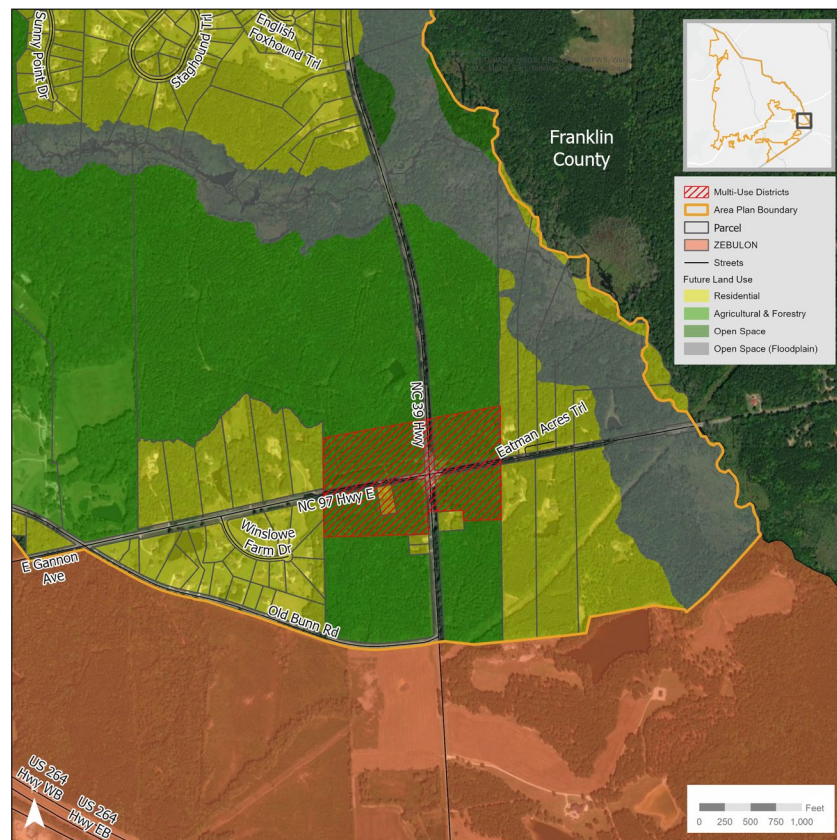 English
Foxhound Trl
Staghound Trl
Sunny Point Dr
Franklin
County
Multi-Use Districts
Area Plan Boundary
Parcel
ZEBULON
Streets
Future Land Use
Residential
Agricultural & Forestry
Open Space
Open Space (Floodplain)
NC 39 Hwy
Eatman Acres Trl
NC 97 Hwy E
Winslowe
Farm Dr
E Gannon
Ave
Old Bunn Rd
US 264
Hwy WB
US 264
Hwy EB
Feet
0 250 500 750 1,000